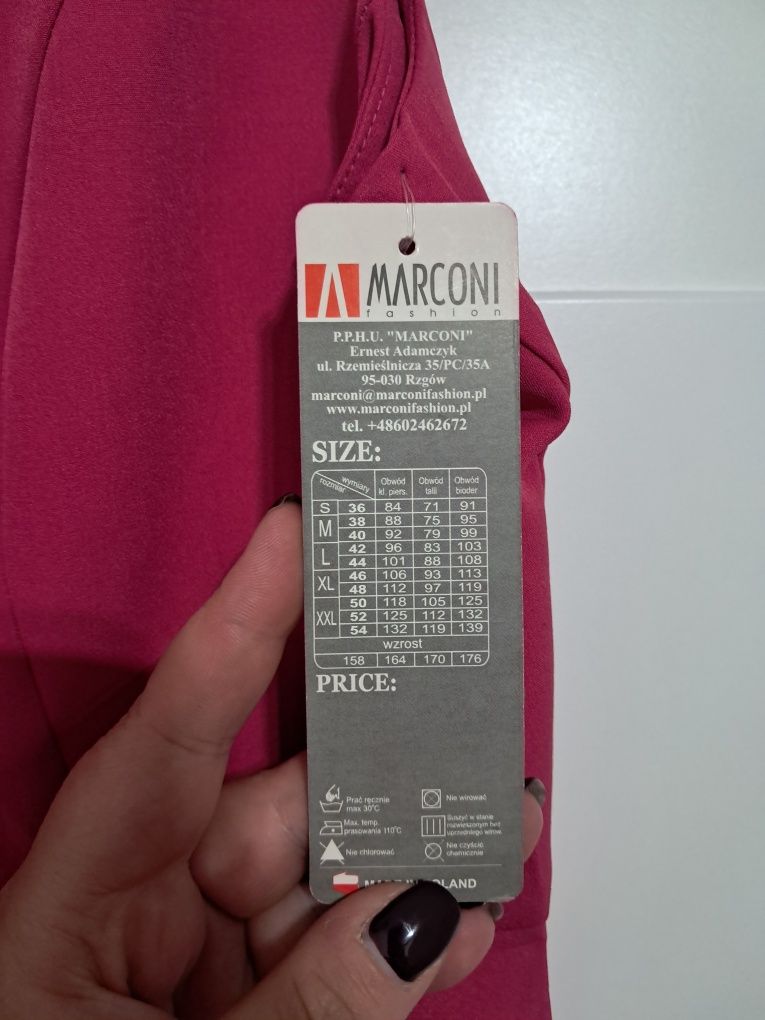 MARCONI
fashion
P.P.H.U. "MARCONI"
Ernest Adamczyk
ul. Rzemieślnicza 35/PC/35A
95-030 Rzgów
marconi@marconifashion.pl
www.marconifashion.pl
tel. +48602462672
SIZE:
rozmiar wymiary Obwód kl. piers. Obwód talii Obwód bioder
S 36 84 71 91
M 38 88 75 95
40 92 79 99
L 42 96 83 103
44 101 88 108
XL 46 106 93 113
48 112 97 119
XXL 50 118 105 125
52 125 112 132
54 132 119 139
wzrost
158 164 170 176
PRICE:
Prać ręcznie
max 30°C
Nie wirować
Max. temp.
prasowania 110°C
Suszyć w stanie
rozwieszonym bez
uprzedniego wirow.
Nie chlorować
Nie czyścić
chemicznie
MADE IN POLAND